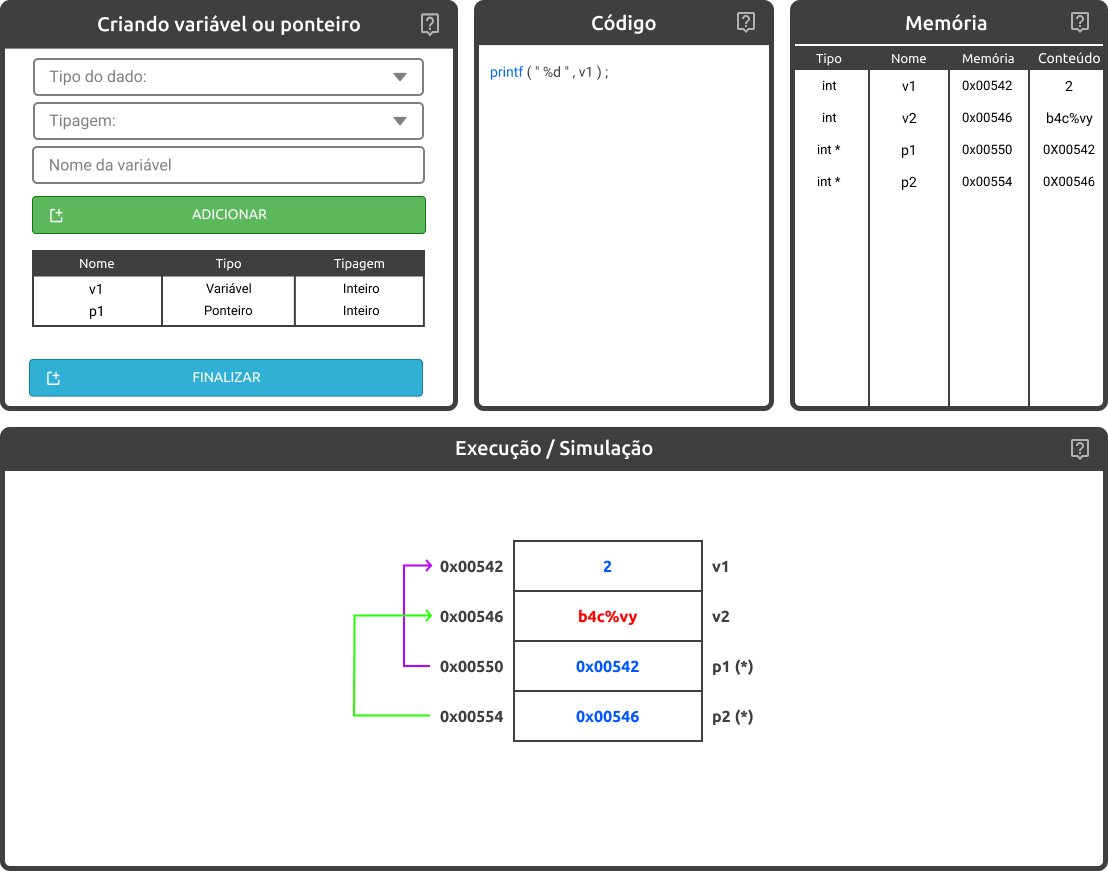 Criando variável ou ponteiro
Tipo do dado:
Tipagem:
Nome da variável
ADICIONAR
Nome Tipo Tipagem
v1 Variável Inteiro
p1 Ponteiro Inteiro
FINALIZAR
Código
printf ( " %d " , v1 ) ;
Memória
Tipo Nome Memória Conteúdo
int v1 0x00542 2
int v2 0x00546 b4c%vy
int * p1 0x00550 0X00542
int * p2 0x00554 0X00546
Execução / Simulação
0x00542 2 v1
0x00546 b4c%vy v2
0x00550 0x00542 p1 (*)
0x00554 0x00546 p2 (*)